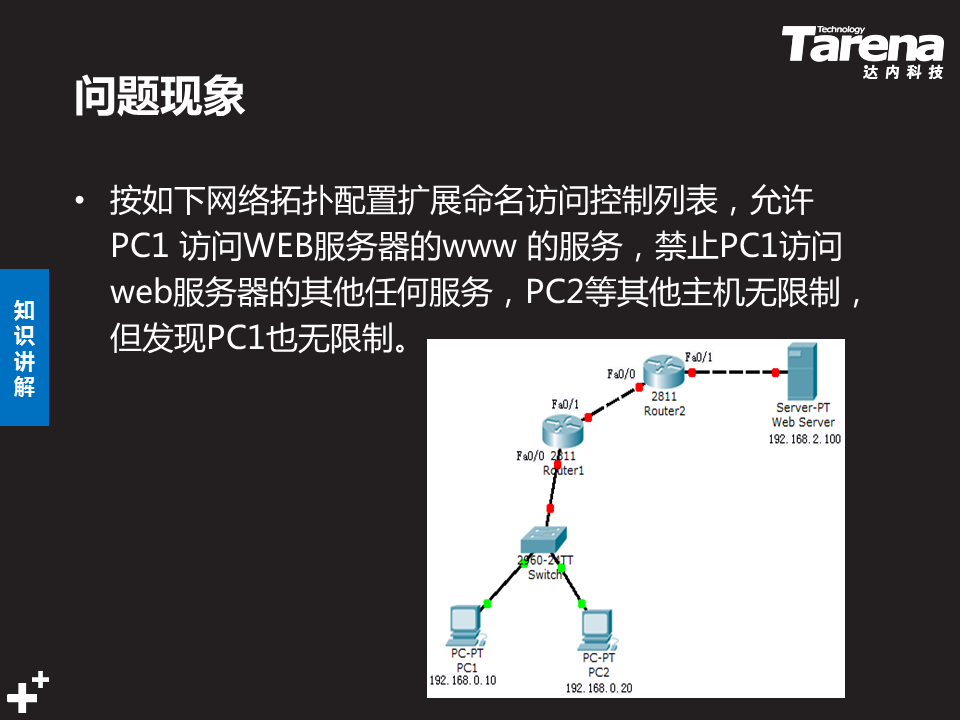 Technology
Tarena
达内科技
问题现象
• 按如下网络拓扑配置扩展命名访问控制列表，允许
PC1 访问WEB服务器的www 的服务，禁止PC1访问
web服务器的其他任何服务，PC2等其他主机无限制，
但发现PC1也无限制。
知
识
讲
解
Fa0/1
Fa0/0
2811
Router2
Server-PT
Web Server
192.168.2.100
Fa0/1
Fa0/0
2811
Router1
2960-24TT
Switch
PC-PT
PC1
192.168.0.10
PC-PT
PC2
192.168.0.20